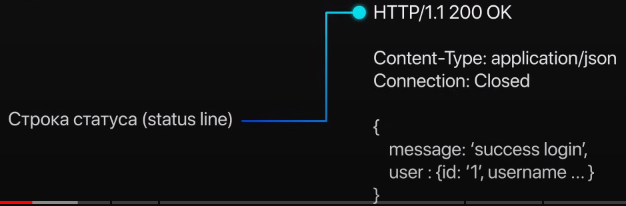 HTTP/1.1 200 OK
Content-Type: application/json
Connection: Closed
Строка статуса (status line)
{
message: ‘success login’,
user : {id: ‘1’, username ... }
}